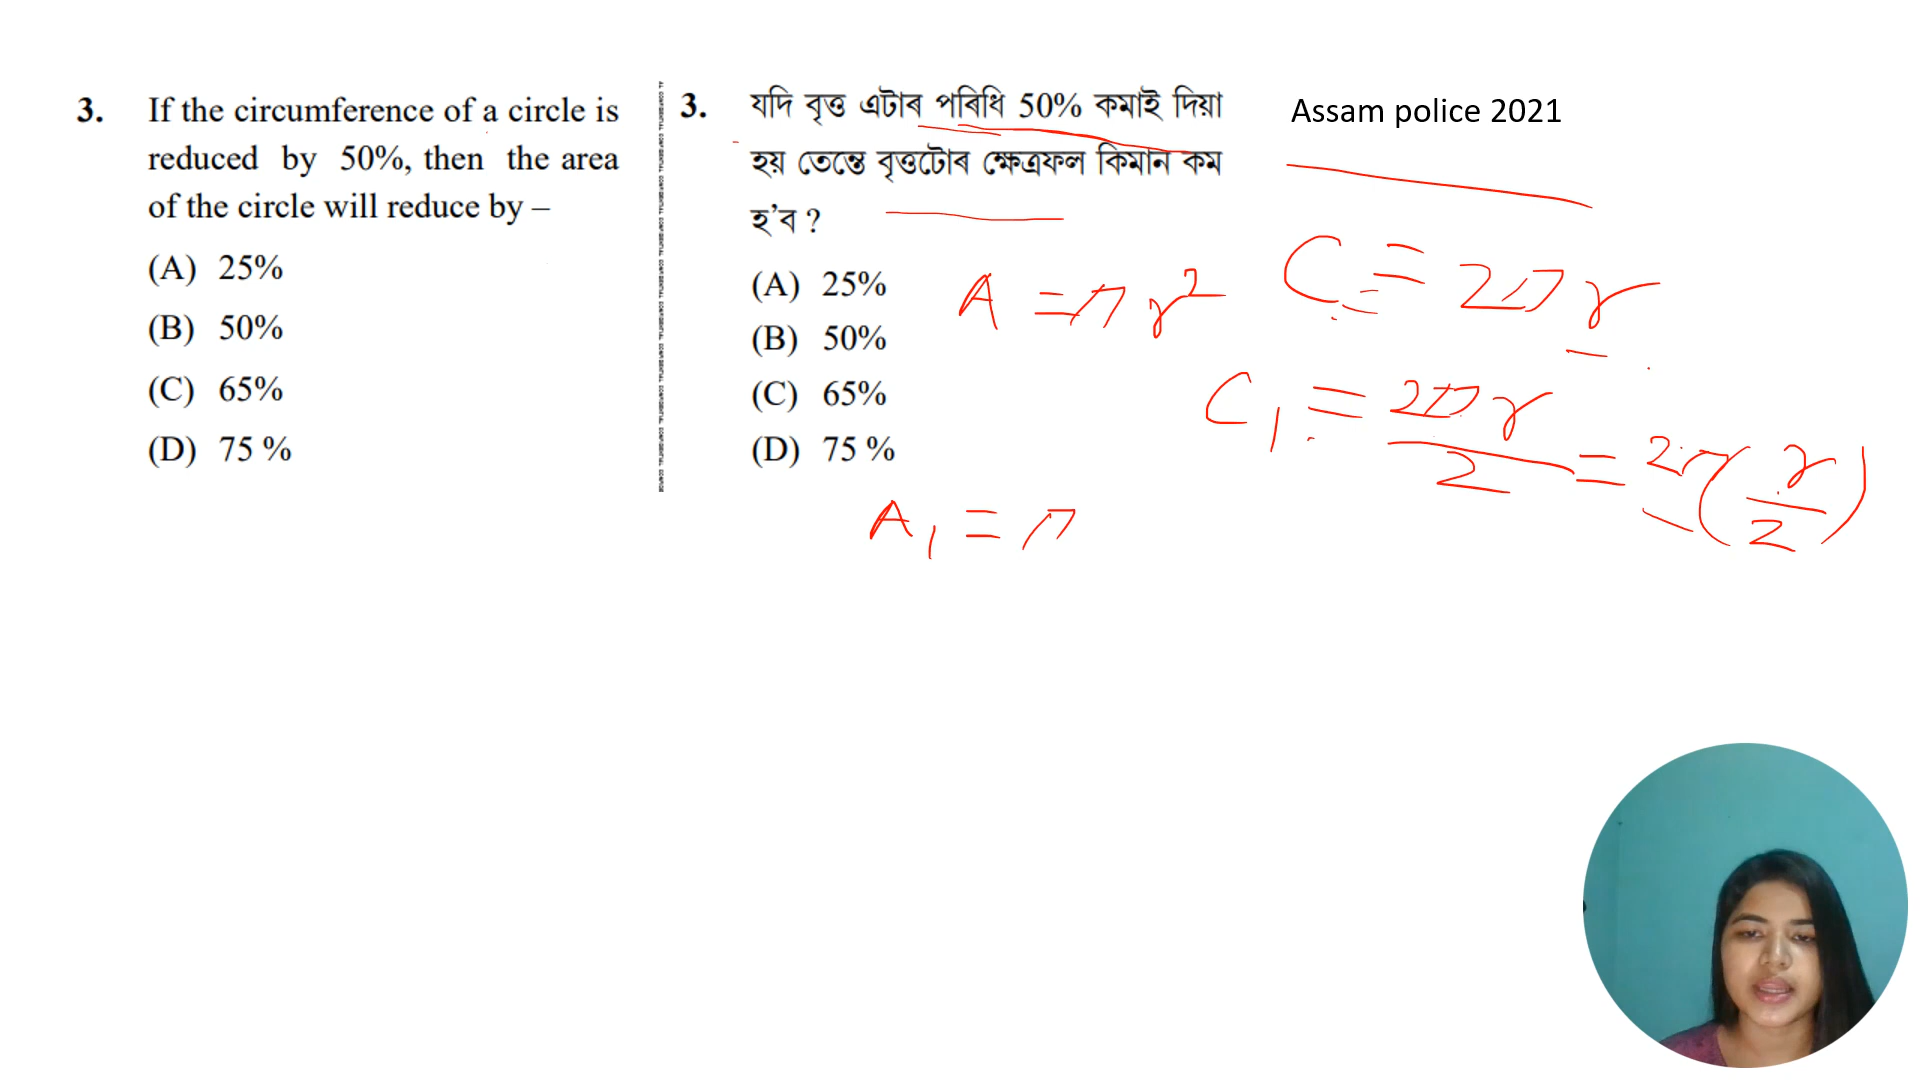 3. If the circumference of a circle is
reduced by 50%, then the area
of the circle will reduce by –
(A) 25%
(B) 50%
(C) 65%
(D) 75 %
3. যদি বৃত্ত এটাৰ পৰিধি 50% কমাই দিয়া
হয় তেন্তে বৃত্তটোৰ ক্ষেত্ৰফল কিমান কম
হ’ব ?
(A) 25%
(B) 50%
(C) 65%
(D) 75 %
Assam police 2021
C = 2πr
A = πr²
C₁ = 2πr/2 = 2π(r/2)
A₁ = π